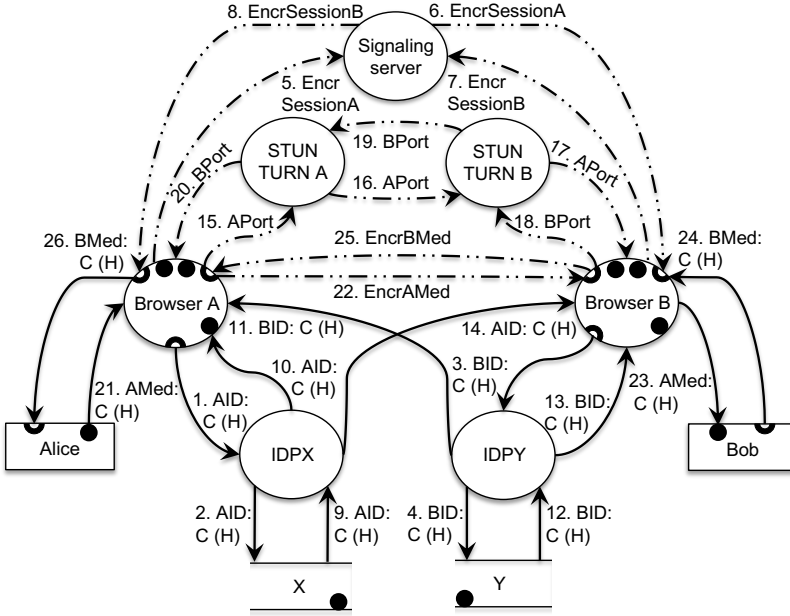 8. EncrSessionB
6. EncrSessionA
Signaling
server
5. Encr
SessionA
7. Encr
SessionB
19. BPort
STUN
TURN A
STUN
TURN B
20. BPort
17. APort
16. APort
15. APort
18. BPort
26. BMed:
C (H)
25. EncrBMed
24. BMed:
C (H)
22. EncrAMed
Browser A
Browser B
11. BID: C (H)
14. AID: C (H)
21. AMed:
C (H)
1. AID:
C (H)
10. AID:
C (H)
3. BID:
C (H)
13. BID:
C (H)
23. AMed:
C (H)
Alice
IDPX
IDPY
Bob
2. AID:
C (H)
9. AID:
C (H)
4. BID:
C (H)
12. BID:
C (H)
X
Y